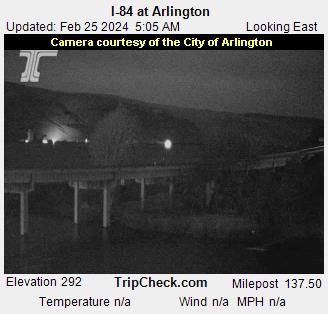 I-84 at Arlington
Updated: Feb 25 2024 5:05 AM Looking East
Camera courtesy of the City of Arlington
Elevation 292 TripCheck.com Milepost 137.50
Temperature n/a Wind n/a MPH n/a